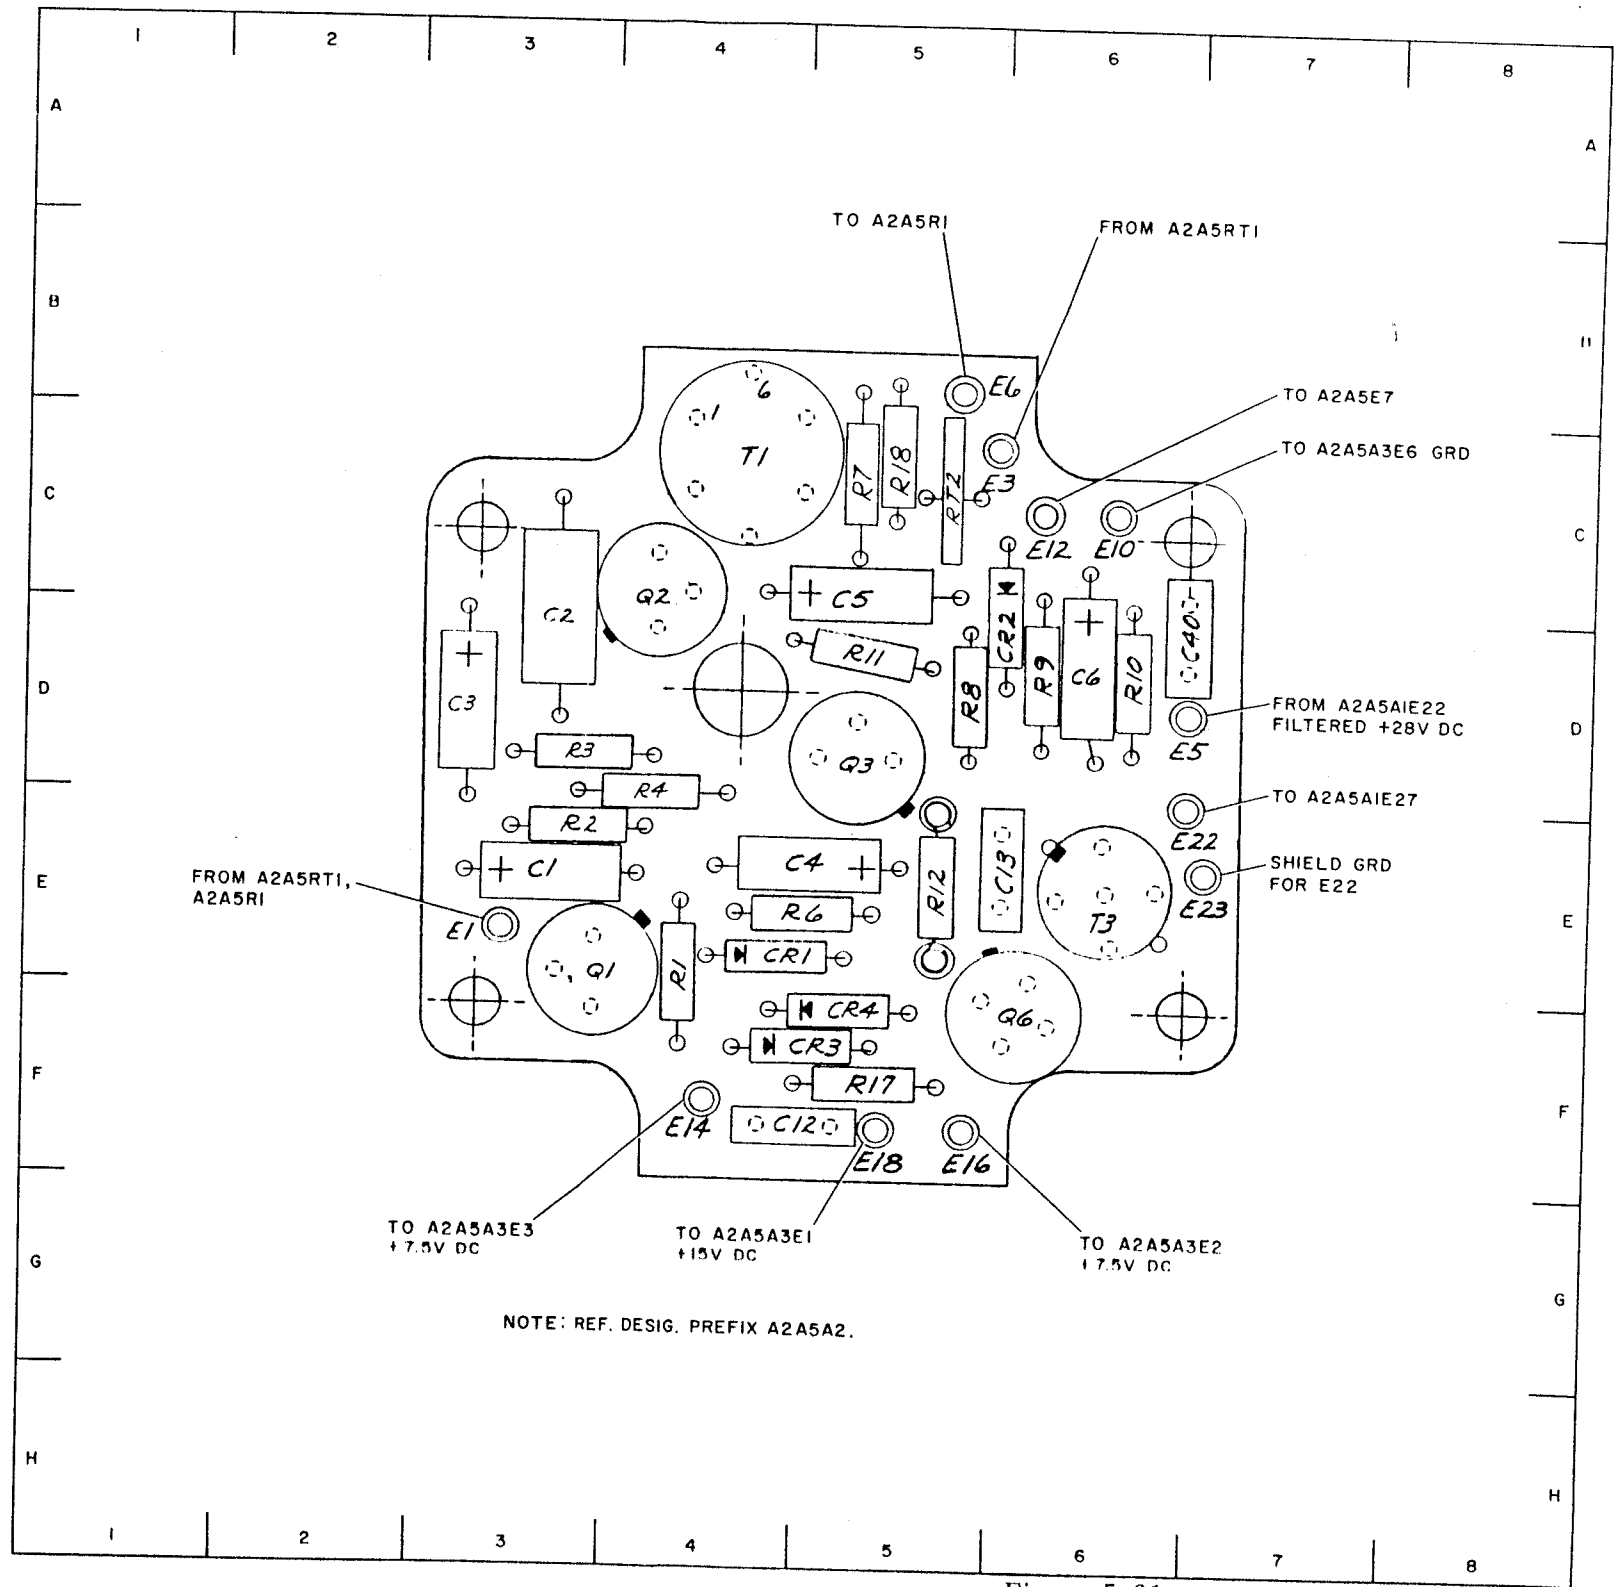 1 2 3 4 5 6 7 8
A
A
TO A2A5R1
FROM A2A5RT1
B
E6
TO A2A5E7
6
1
T1
R7
R18
RT2
E3
TO A2A5A3E6 GRD
C
E12
E10
C
C2
Q2
+ C5
CR2
R9
+
C6
R10
C40
R11
D
+
C3
R8
FROM A2A5A1E22
FILTERED +28V DC
E5
D
R3
Q3
R4
TO A2A5A1E27
R2
E22
+ C1
C4 +
R12
C13
SHIELD GRD
FOR E22
E
FROM A2A5RT1,
A2A5R1
R6
T3
E23
E
E1
Q1
R1
CR1
CR4
Q6
CR3
F
R17
E14
C12
F
E18
E16
TO A2A5A3E3
+7.5V DC
TO A2A5A3E1
+15V DC
TO A2A5A3E2
+7.5V DC
G
G
NOTE: REF. DESIG. PREFIX A2A5A2.
H
H
1 2 3 4 5 6 7 8